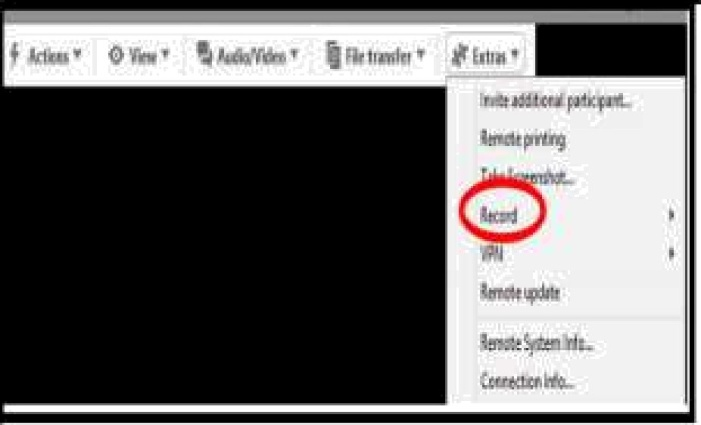 Actions View Audio/Video File transfer Extras
Invite additional participant...
Remote printing
Take Screenshot...
Record
VPN
Remote update
Remote System Info...
Connection Info...